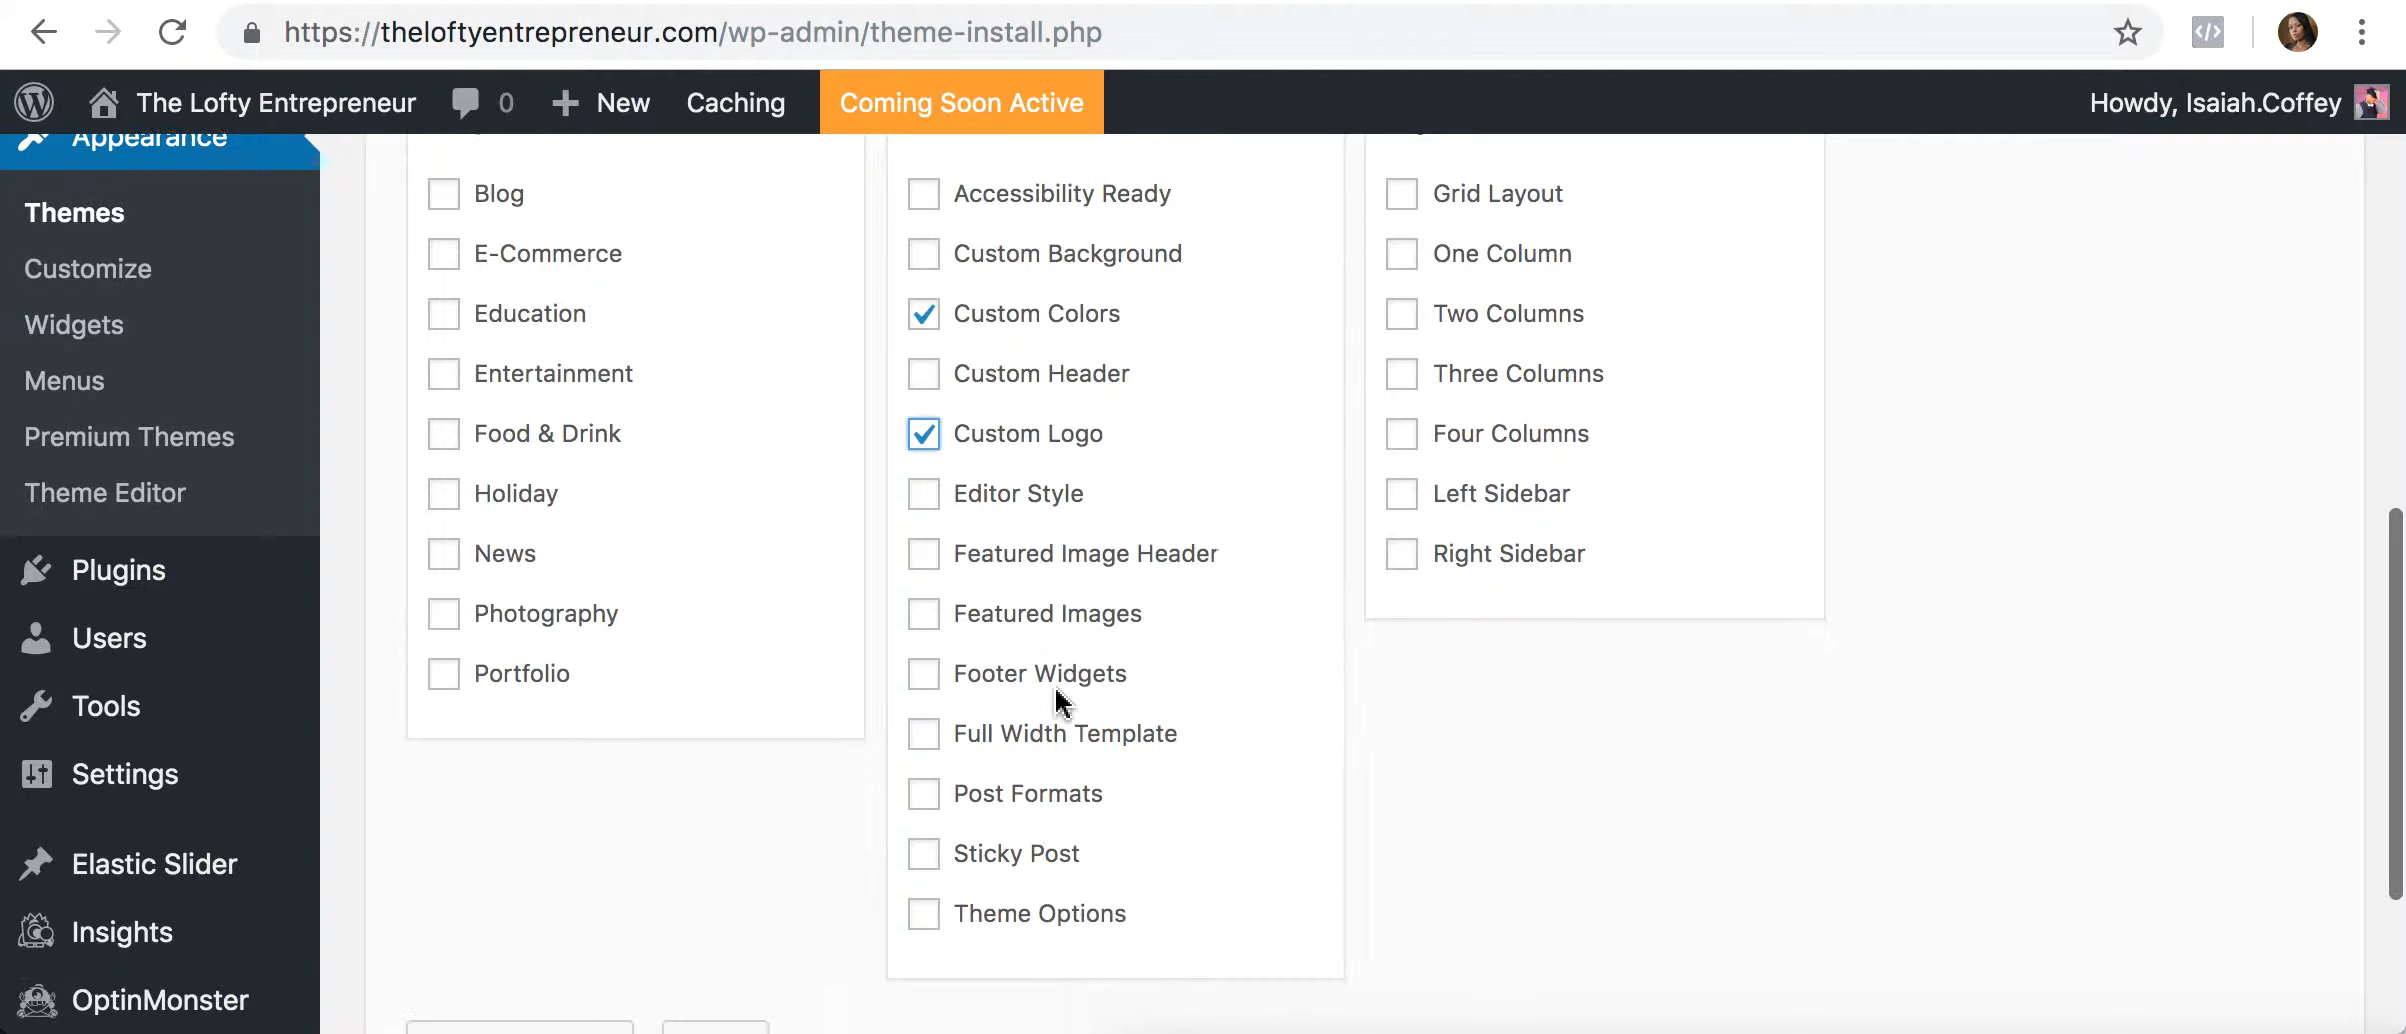 https://theloftyentrepreneur.com/wp-admin/theme-install.php
The Lofty Entrepreneur 0 New Caching Coming Soon Active Howdy, Isaiah.Coffey
Appearance
Themes
Customize
Widgets
Menus
Premium Themes
Theme Editor
Plugins
Users
Tools
Settings
Elastic Slider
Insights
OptinMonster
Blog
E-Commerce
Education
Entertainment
Food & Drink
Holiday
News
Photography
Portfolio
Accessibility Ready
Custom Background
Custom Colors
Custom Header
Custom Logo
Editor Style
Featured Image Header
Featured Images
Footer Widgets
Full Width Template
Post Formats
Sticky Post
Theme Options
Grid Layout
One Column
Two Columns
Three Columns
Four Columns
Left Sidebar
Right Sidebar